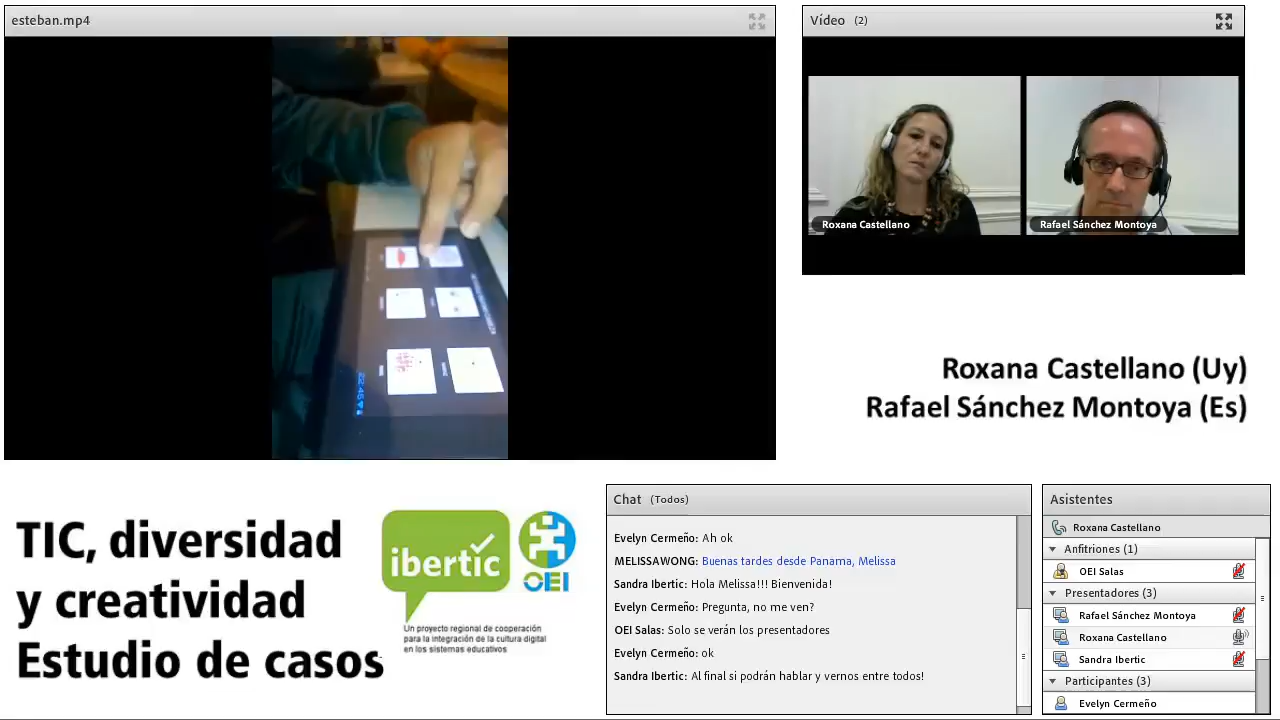 esteban.mp4
Vídeo (2)
Roxana Castellano
Rafael Sánchez Montoya
Roxana Castellano (Uy)
Rafael Sánchez Montoya (Es)
TIC, diversidad
y creatividad
Estudio de casos
ibertic
OEI
Un proyecto regional de cooperación
para la integración de la cultura digital
en los sistemas educativos
Chat (Todos)
Evelyn Cermeño: Ah ok
MELISSAWONG: Buenas tardes desde Panama, Melissa
Sandra Ibertic: Hola Melissa!!! Bienvenida!
Evelyn Cermeño: Pregunta, no me ven?
OEI Salas: Salo se verán los presentadores
Evelyn Cermeño: ok
Sandra Ibertic: Al final si podrán hablar y vernos entre todos!
Asistentes
Roxana Castellano
Anfitriones (1)
OEI Salas
Presentadores (3)
Rafael Sánchez Montoya
Roxana Castellano
Sandra Ibertic
Participantes (3)
Evelyn Cermeño